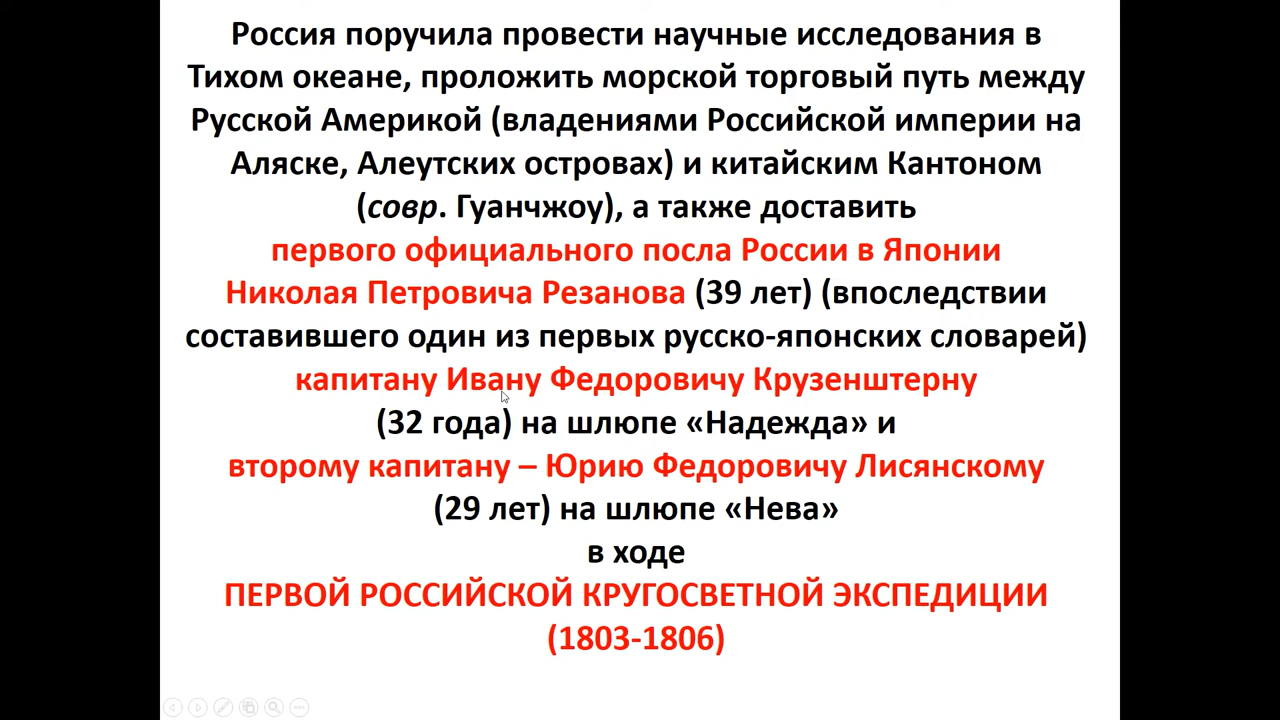 Россия поручила провести научные исследования в
Тихом океане, проложить морской торговый путь между
Русской Америкой (владениями Российской империи на
Аляске, Алеутских островах) и китайским Кантоном
(совр. Гуанчжоу), а также доставить
первого официального посла России в Японии
Николая Петровича Резанова (39 лет) (впоследствии
составившего один из первых русско-японских словарей)
капитану Ивану Федоровичу Крузенштерну
(32 года) на шлюпе «Надежда» и
второму капитану – Юрию Федоровичу Лисянскому
(29 лет) на шлюпе «Нева»
в ходе
ПЕРВОЙ РОССИЙСКОЙ КРУГОСВЕТНОЙ ЭКСПЕДИЦИИ
(1803-1806)